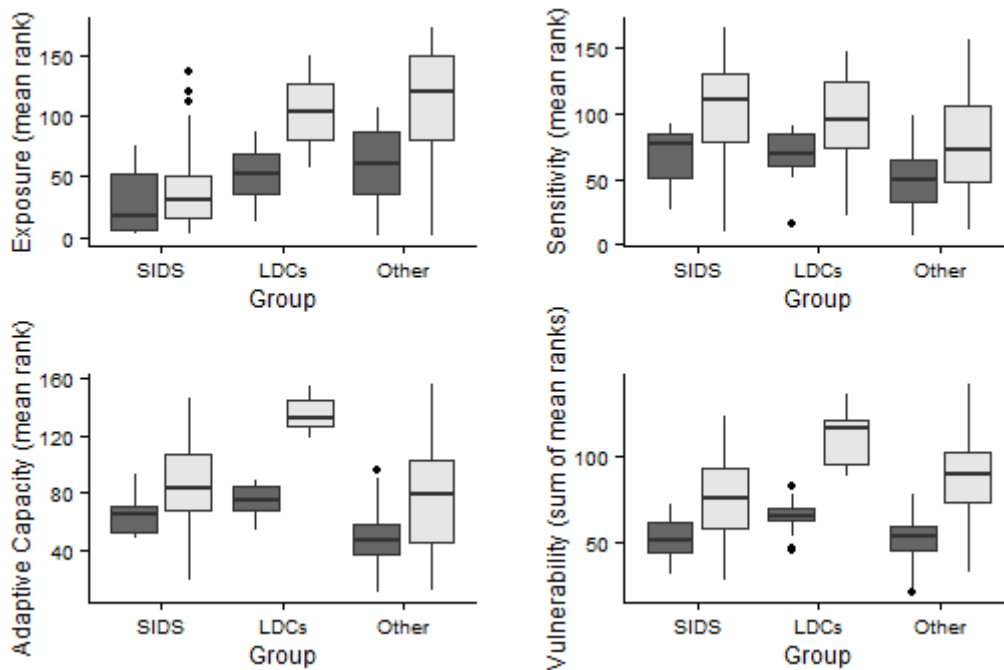 Exposure (mean rank)
150
100
50
0
SIDS LDCs Other
Group
Sensitivity (mean rank)
150
100
50
0
SIDS LDCs Other
Group
Adaptive Capacity (mean rank)
160
120
80
40
SIDS LDCs Other
Group
Vulnerability (sum of mean ranks)
100
50
SIDS LDCs Other
Group